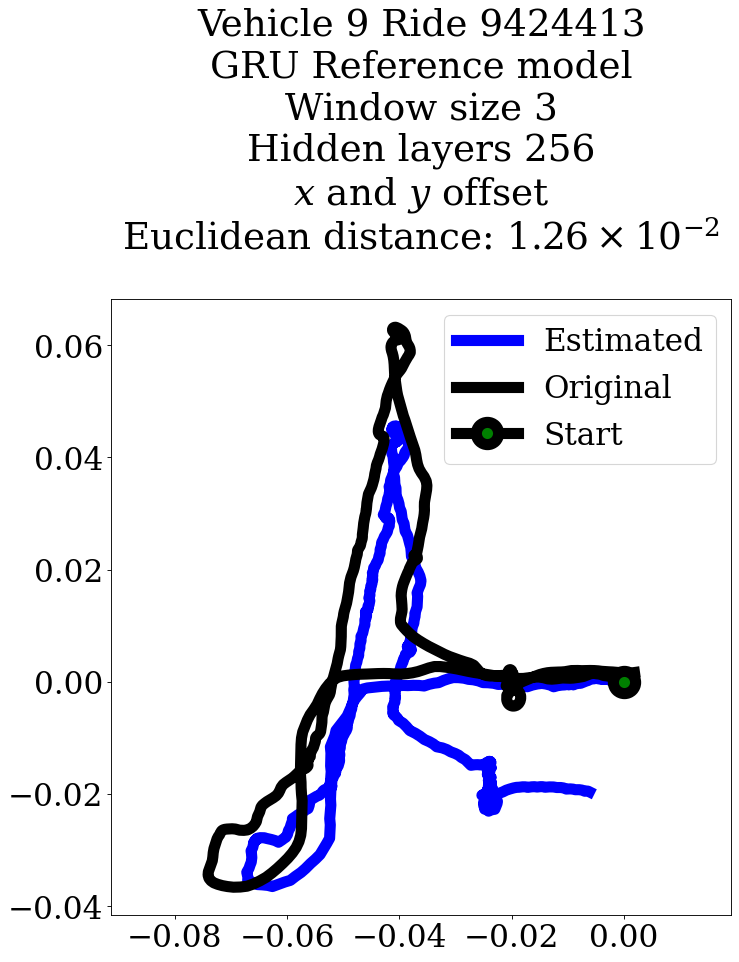 Vehicle 9 Ride 9424413
GRU Reference model
Window size 3
Hidden layers 256
x and y offset
Euclidean distance: 1.26 × 10⁻²
Estimated
Original
Start
0.06
0.04
0.02
0.00
−0.02
−0.04
−0.08 −0.06 −0.04 −0.02 0.00